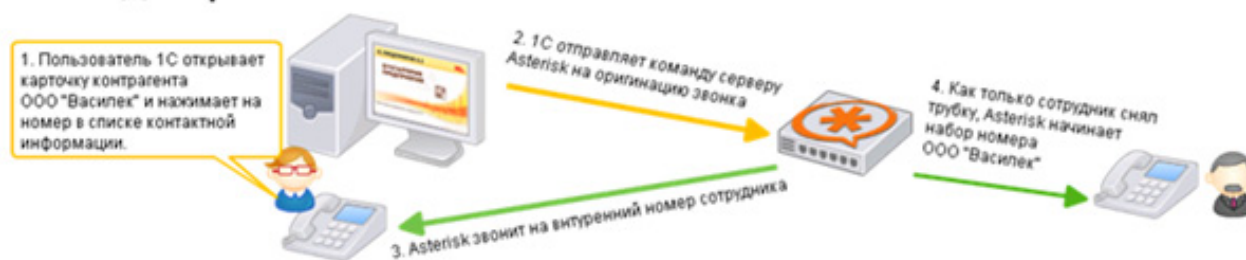 1. Пользователь 1С открывает
карточку контрагента
ООО "Василек" и нажимает на
номер в списке контактной
информации.
2. 1С отправляет команду серверу
Asterisk на оригинацию звонка
3. Asterisk звонит на внтуренний номер сотрудника
4. Как только сотрудник снял
трубку, Asterisk начинает
набор номера
ООО "Василек"